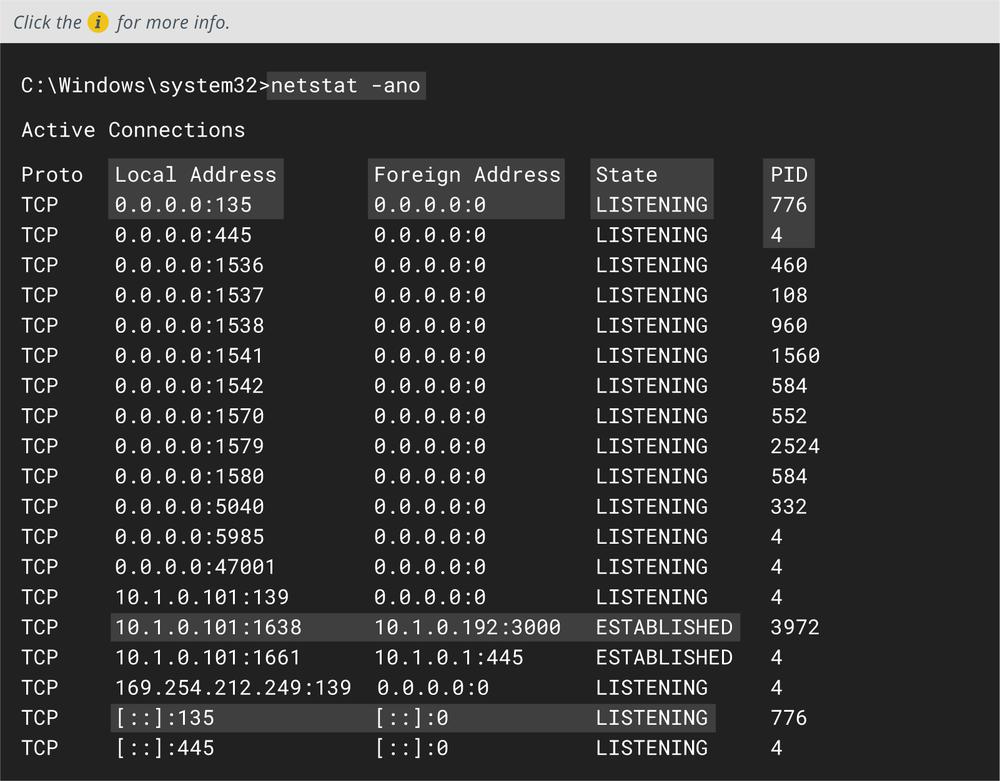 Click the i for more info.
C:\Windows\system32>netstat -ano
Active Connections
Proto Local Address Foreign Address State PID
TCP 0.0.0.0:135 0.0.0.0:0 LISTENING 776
TCP 0.0.0.0:445 0.0.0.0:0 LISTENING 4
TCP 0.0.0.0:1536 0.0.0.0:0 LISTENING 460
TCP 0.0.0.0:1537 0.0.0.0:0 LISTENING 108
TCP 0.0.0.0:1538 0.0.0.0:0 LISTENING 960
TCP 0.0.0.0:1541 0.0.0.0:0 LISTENING 1560
TCP 0.0.0.0:1542 0.0.0.0:0 LISTENING 584
TCP 0.0.0.0:1570 0.0.0.0:0 LISTENING 552
TCP 0.0.0.0:1579 0.0.0.0:0 LISTENING 2524
TCP 0.0.0.0:1580 0.0.0.0:0 LISTENING 584
TCP 0.0.0.0:5040 0.0.0.0:0 LISTENING 332
TCP 0.0.0.0:5985 0.0.0.0:0 LISTENING 4
TCP 0.0.0.0:47001 0.0.0.0:0 LISTENING 4
TCP 10.1.0.101:139 0.0.0.0:0 LISTENING 4
TCP 10.1.0.101:1638 10.1.0.192:3000 ESTABLISHED 3972
TCP 10.1.0.101:1661 10.1.0.1:445 ESTABLISHED 4
TCP 169.254.212.249:139 0.0.0.0:0 LISTENING 4
TCP [::]:135 [::]:0 LISTENING 776
TCP [::]:445 [::]:0 LISTENING 4